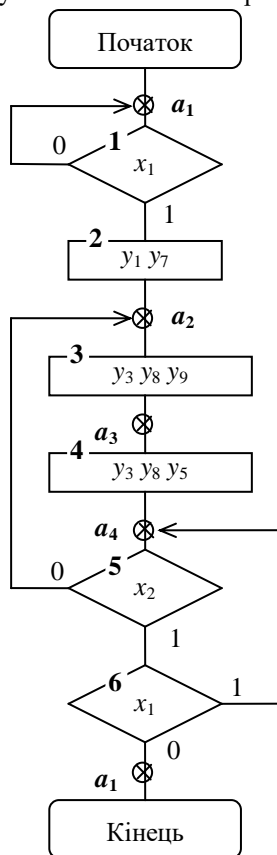 Початок
a1
0 1
x1
1
2
y1 y7
a2
3
y3 y8 y9
a3
4
y3 y8 y5
a4
0 5
x2
1
6 1
x1
0
a1
Кінець